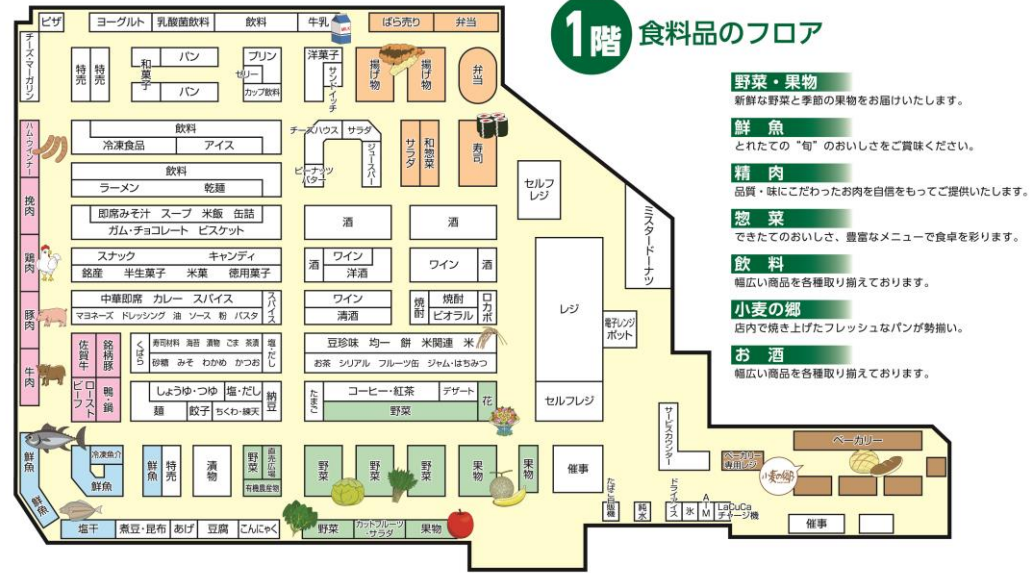 1階 食料品のフロア
野菜・果物
新鮮な野菜と季節の果物をお届けいたします。
鮮 魚
とれたての“旬”のおいしさをご賞味ください。
精 肉
品質・味にこだわったお肉を自信をもってご提供いたします。
惣 菜
できたてのおいしさ、豊富なメニューで食卓を彩ります。
飲 料
幅広い商品を各種取り揃えております。
小麦の郷
店内で焼き上げたフレッシュなパンが勢揃い。
お 酒
幅広い商品を各種取り揃えております。
ピザ
ヨーグルト 乳酸菌飲料 飲料 牛乳
ばら売り 弁当
チーズ・マーガリン
特売
特売
和菓子
パン
パン
プリン
ゼリー
カップ飲料
洋菓子
サンドイッチ
揚げ物
揚げ物
弁当
ハム・ウィンナー
飲料
冷凍食品 アイス
チーズハウス サラダ
ジュースバー
ピーナッツバター
サラダ
和惣菜
寿司
挽肉
飲料
ラーメン 乾麺
セルフレジ
即席みそ汁 スープ 米飯 缶詰
ガム・チョコレート ビスケット
酒
酒
ミスタードーナツ
鶏肉
スナック キャンディ
銘産 半生菓子 米菓 徳用菓子
酒
ワイン
洋酒
ワイン
酒
豚肉
中華即席 カレー スパイス
マヨネーズ ドレッシング 油 ソース 粉 パスタ
スパイス
ワイン
清酒
焼酎
焼酎
ビオラル
ロカボ
レジ
電子レンジ
ポット
牛肉
佐賀牛
銘柄豚
くばら
寿司材料 海苔 漬物 ごま 茶漬
砂糖 みそ わかめ かつお
塩・だし
豆珍味 均一 餅 米関連 米
お茶 シリアル フルーツ缶 ジャム・はちみつ
ローストビーフ
鴨・鍋
しょうゆ・つゆ 塩・だし
麺 餃子 ちくわ・練天
納豆
たまご
コーヒー・紅茶 デザート
野菜
花
セルフレジ
鮮魚
冷凍魚介
鮮魚
鮮魚
特売
漬物
野菜
直売広場
有機農産物
野菜
野菜
野菜
果物
果物
催事
サービスカウンター
ベーカリー
ベーカリー
専用レジ
小麦の郷
鮮魚
塩干
煮豆・昆布 あげ 豆腐 こんにゃく
野菜
カットフルーツ
・サラダ
果物
たばこ自販機
純水
ドライアイス
氷
ATM
LaCuCa
チャージ機
催事